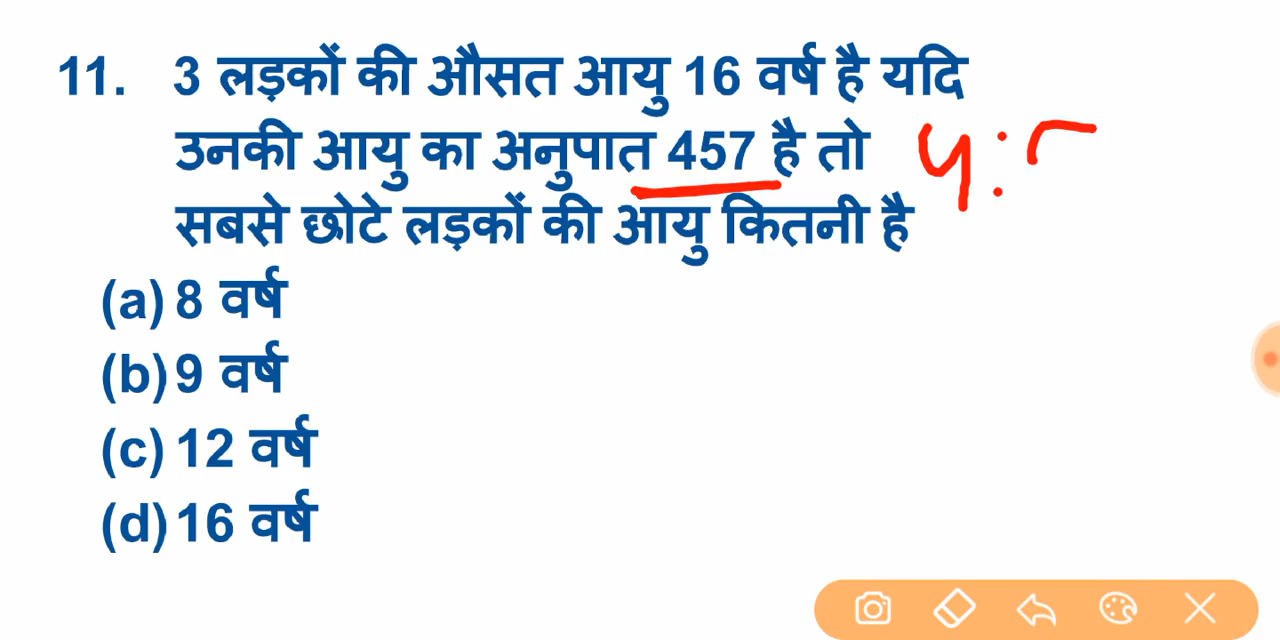 11. 3 लड़कों की औसत आयु 16 वर्ष है यदि
उनकी आयु का अनुपात 457 है तो 4:
सबसे छोटे लड़कों की आयु कितनी है
(a) 8 वर्ष
(b) 9 वर्ष
(c) 12 वर्ष
(d) 16 वर्ष